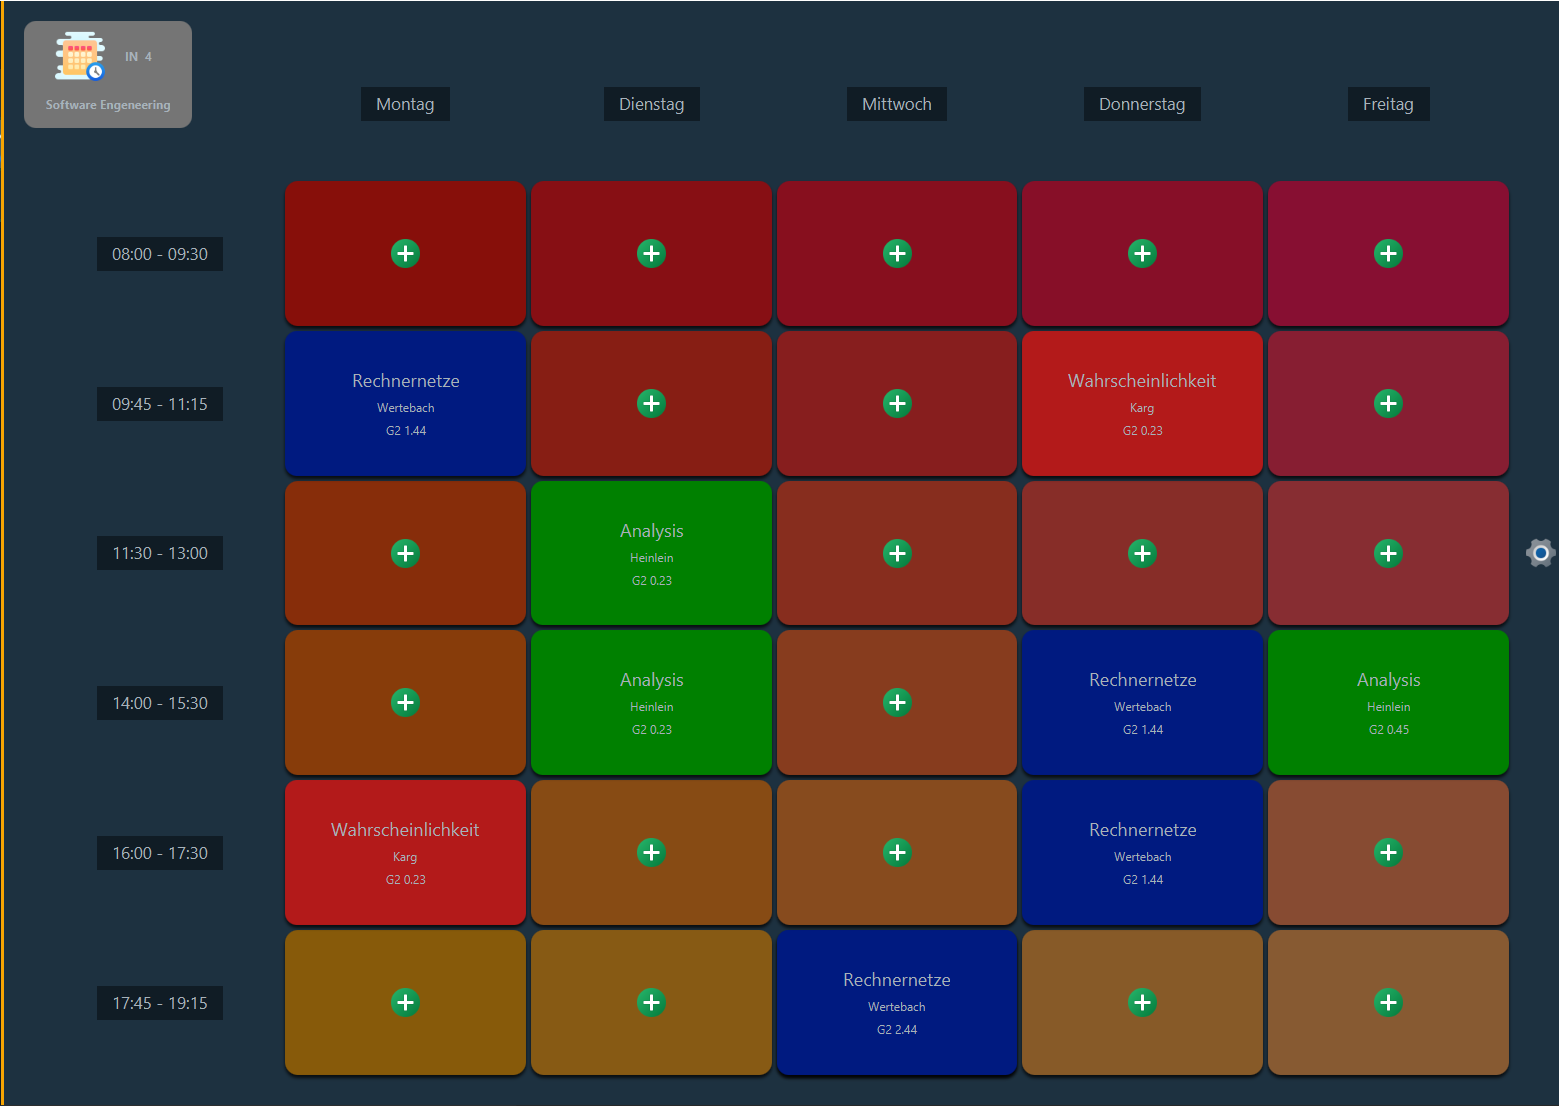 IN 4
Software Engeneering
Montag
Dienstag
Mittwoch
Donnerstag
Freitag
08:00 - 09:30
09:45 - 11:15
Rechnernetze
Wertebach
G2 1.44
Wahrscheinlichkeit
Karg
G2 0.23
11:30 - 13:00
Analysis
Heinlein
G2 0.23
14:00 - 15:30
Analysis
Heinlein
G2 0.23
Rechnernetze
Wertebach
G2 1.44
Analysis
Heinlein
G2 0.45
16:00 - 17:30
Wahrscheinlichkeit
Karg
G2 0.23
Rechnernetze
Wertebach
G2 1.44
17:45 - 19:15
Rechnernetze
Wertebach
G2 2.44